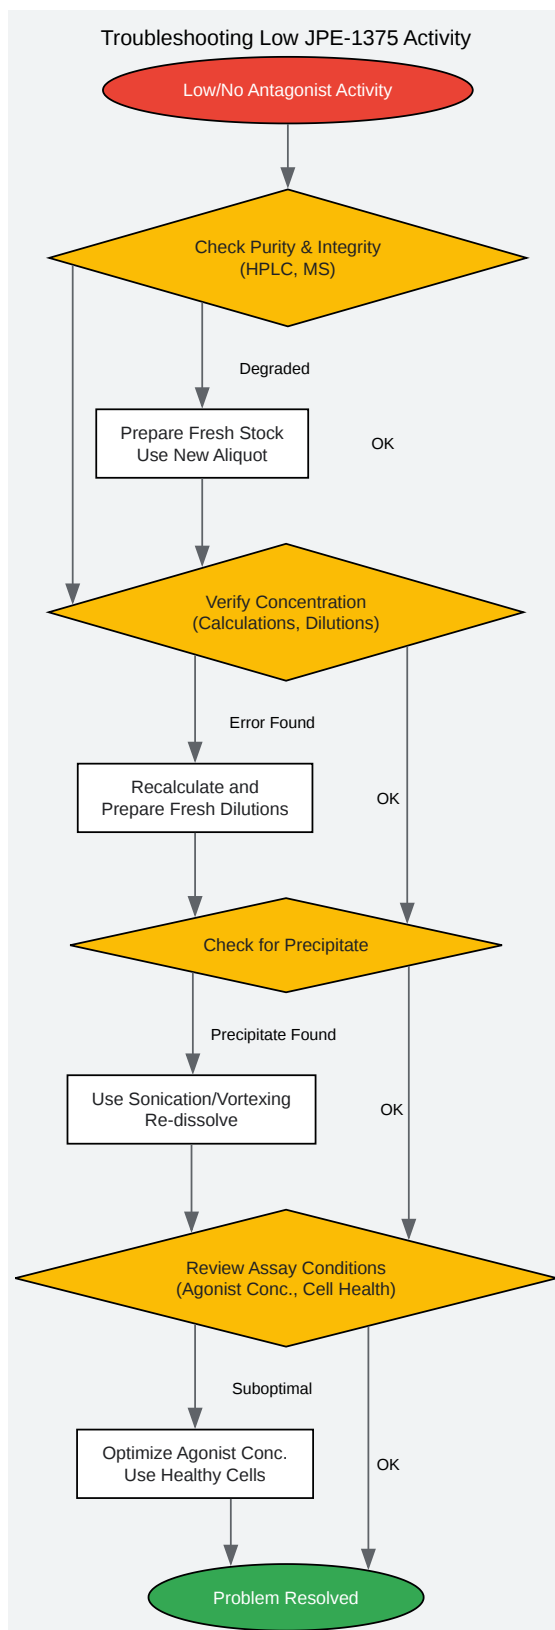 Troubleshooting Low JPE-1375 Activity
Low/No Antagonist Activity
Check Purity & Integrity
(HPLC, MS)
Degraded
Prepare Fresh Stock
Use New Aliquot
OK
Verify Concentration
(Calculations, Dilutions)
Error Found
Recalculate and
Prepare Fresh Dilutions
OK
Check for Precipitate
Precipitate Found
Use Sonication/Vortexing
Re-dissolve
OK
Review Assay Conditions
(Agonist Conc., Cell Health)
Suboptimal
Optimize Agonist Conc.
Use Healthy Cells
OK
Problem Resolved